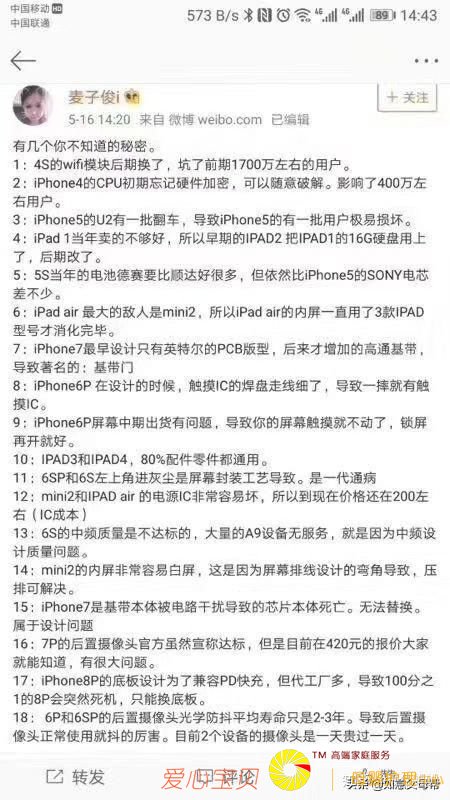 中国移动 HD
中国联通
573 B/s
4G
4G
89
14:43
麦子俊i
+ 关注
5-16 14:20 来自 微博 weibo.com 已编辑
有几个你不知道的秘密。
1：4S的wifi模块后期换了，坑了前期1700万左右的用户。
2：iPhone4的CPU初期忘记硬件加密，可以随意破解。影响了400万左
右用户。
3：iPhone5的U2有一批翻车，导致iPhone5的有一批用户极易损坏。
4：iPad 1当年卖的不够好，所以早期的IPAD2 把IPAD1的16G硬盘用上
了，后期改了。
5：5S当年的电池德赛要比顺达好很多，但依然比iPhone5的SONY电芯
差不少。
6：iPad air 最大的敌人是mini2，所以iPad air的内屏一直用了3款IPAD
型号才消化完毕。
7：iPhone7最早设计只有英特尔的PCB版型，后来才增加的高通基带，
导致著名的：基带门
8：iPhone6P 在设计的时候，触摸IC的焊盘走线细了，导致一摔就有触
摸IC。
9：iPhone6P屏幕中期出货有问题，导致你的屏幕触摸就不动了，锁屏
再开就好。
10：IPAD3和IPAD4，80%配件零件都通用。
11：6SP和6S左上角进灰尘是屏幕封装工艺导致。是一代通病
12：mini2和IPAD air 的电源IC非常容易坏，所以到现在价格还在200左
右（IC成本）
13：6S的中频质量是不达标的，大量的A9设备无服务，就是因为中频设
计质量问题。
14：mini2的内屏非常容易白屏，这是因为屏幕排线设计的弯角导致，压
排可解决。
15：iPhone7是基带本体被电路干扰导致的芯片本体死亡。无法替换。
属于设计问题
16：7P的后置摄像头官方虽然宣称达标，但是目前在420元的报价大家
就能知道，有很大问题。
17：iPhone8P的底板设计为了兼容PD快充，但代工厂多，导致100分之
1的8P会突然死机，只能换底板。
18： 6P和6SP的后置摄像头光学防抖平均寿命只是2-3年。导致后置摄
像头正常使用就抖的厉害。目前2个设备的摄像头是一天贵过一天。
TM 高端家庭服务
转发
评论
爱心宝贝
头条 @如意父母帮